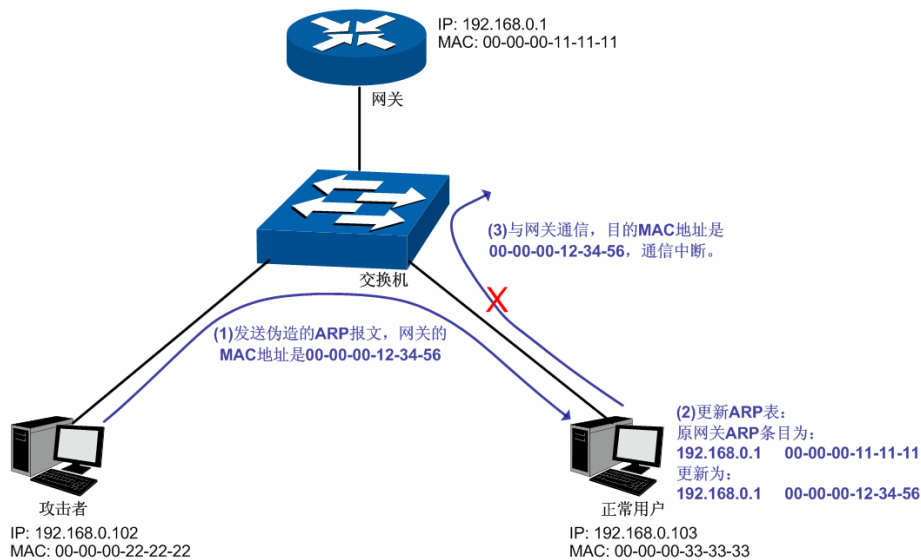 IP: 192.168.0.1
MAC: 00-00-00-11-11-11
网关
(3)与网关通信，目的MAC地址是
00-00-00-12-34-56，通信中断。
交换机
X
(1)发送伪造的ARP报文，网关的
MAC地址是00-00-00-12-34-56
(2)更新ARP表：
原网关ARP条目为：
192.168.0.1 00-00-00-11-11-11
更新为：
192.168.0.1 00-00-00-12-34-56
攻击者
IP: 192.168.0.102
MAC: 00-00-00-22-22-22
正常用户
IP: 192.168.0.103
MAC: 00-00-00-33-33-33